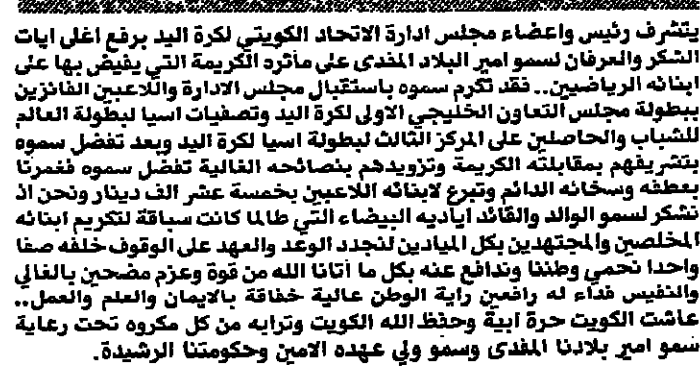 يتشرف رئيس واعضاء مجلس ادارة الاتحاد الكويتي لكرة اليد برفع اغلى ايات
الشكر والعرفان لسمو امير البلاد المفدى على مأثره الكريمة التي يفيض بها على
ابنائه الرياضيين.. فقد تكرم سموه باستقبال مجلس الادارة واللاعبين الفائزين
ببطولة مجلس التعاون الخليجي الاولى لكرة اليد وتصفيات اسيا لبطولة العالم
للشباب والحاصلين على المركز الثالث لبطولة اسيا لكرة اليد وبعد تفضل سموه
بتشريفهم بمقابلته الكريمة وتزويدهم بنصائحه الغالية تفضل سموه فغمرنا
بعطفه وسخائه الدائم وتبرع لابنائه اللاعبين بخمسة عشر الف دينار ونحن اذ
نشكر لسمو الوالد والقائد اياديه البيضاء التي طالما كانت سباقة لتكريم ابنائه
المخلصين والمجتهدين بكل الميادين لنجدد الوعد والعهد على الوقوف خلفه صفا
واحدا نحمي وطننا وندافع عنه بكل ما أتانا الله من قوة وعزم مضحين بالغالي
والنفيس فداء له رافعين راية الوطن عالية خفاقة بالايمان والعلم والعمل..
عاشت الكويت حرة ابية وحفظ الله الكويت وترابه من كل مكروه تحت رعاية
سمو امير بلادنا المفدى وسمو ولي عهده الامين وحكومتنا الرشيدة.